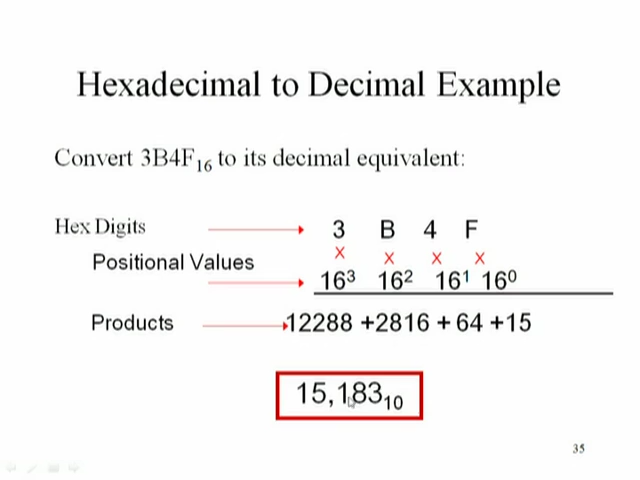 Hexadecimal to Decimal Example
Convert 3B4F₁₆ to its decimal equivalent:
Hex Digits 3 B 4 F
x x x x
Positional Values
16³ 16² 16¹ 16⁰
Products 12288 +2816 + 64 +15
15,183₁₀
35